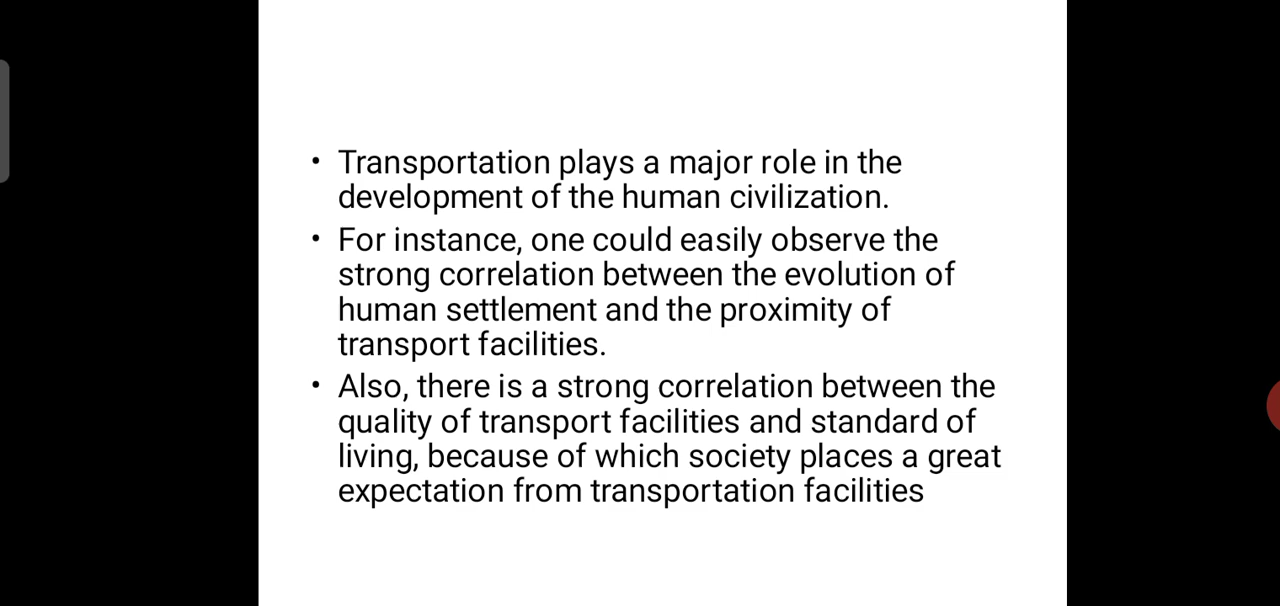 • Transportation plays a major role in the
development of the human civilization.
• For instance, one could easily observe the
strong correlation between the evolution of
human settlement and the proximity of
transport facilities.
• Also, there is a strong correlation between the
quality of transport facilities and standard of
living, because of which society places a great
expectation from transportation facilities